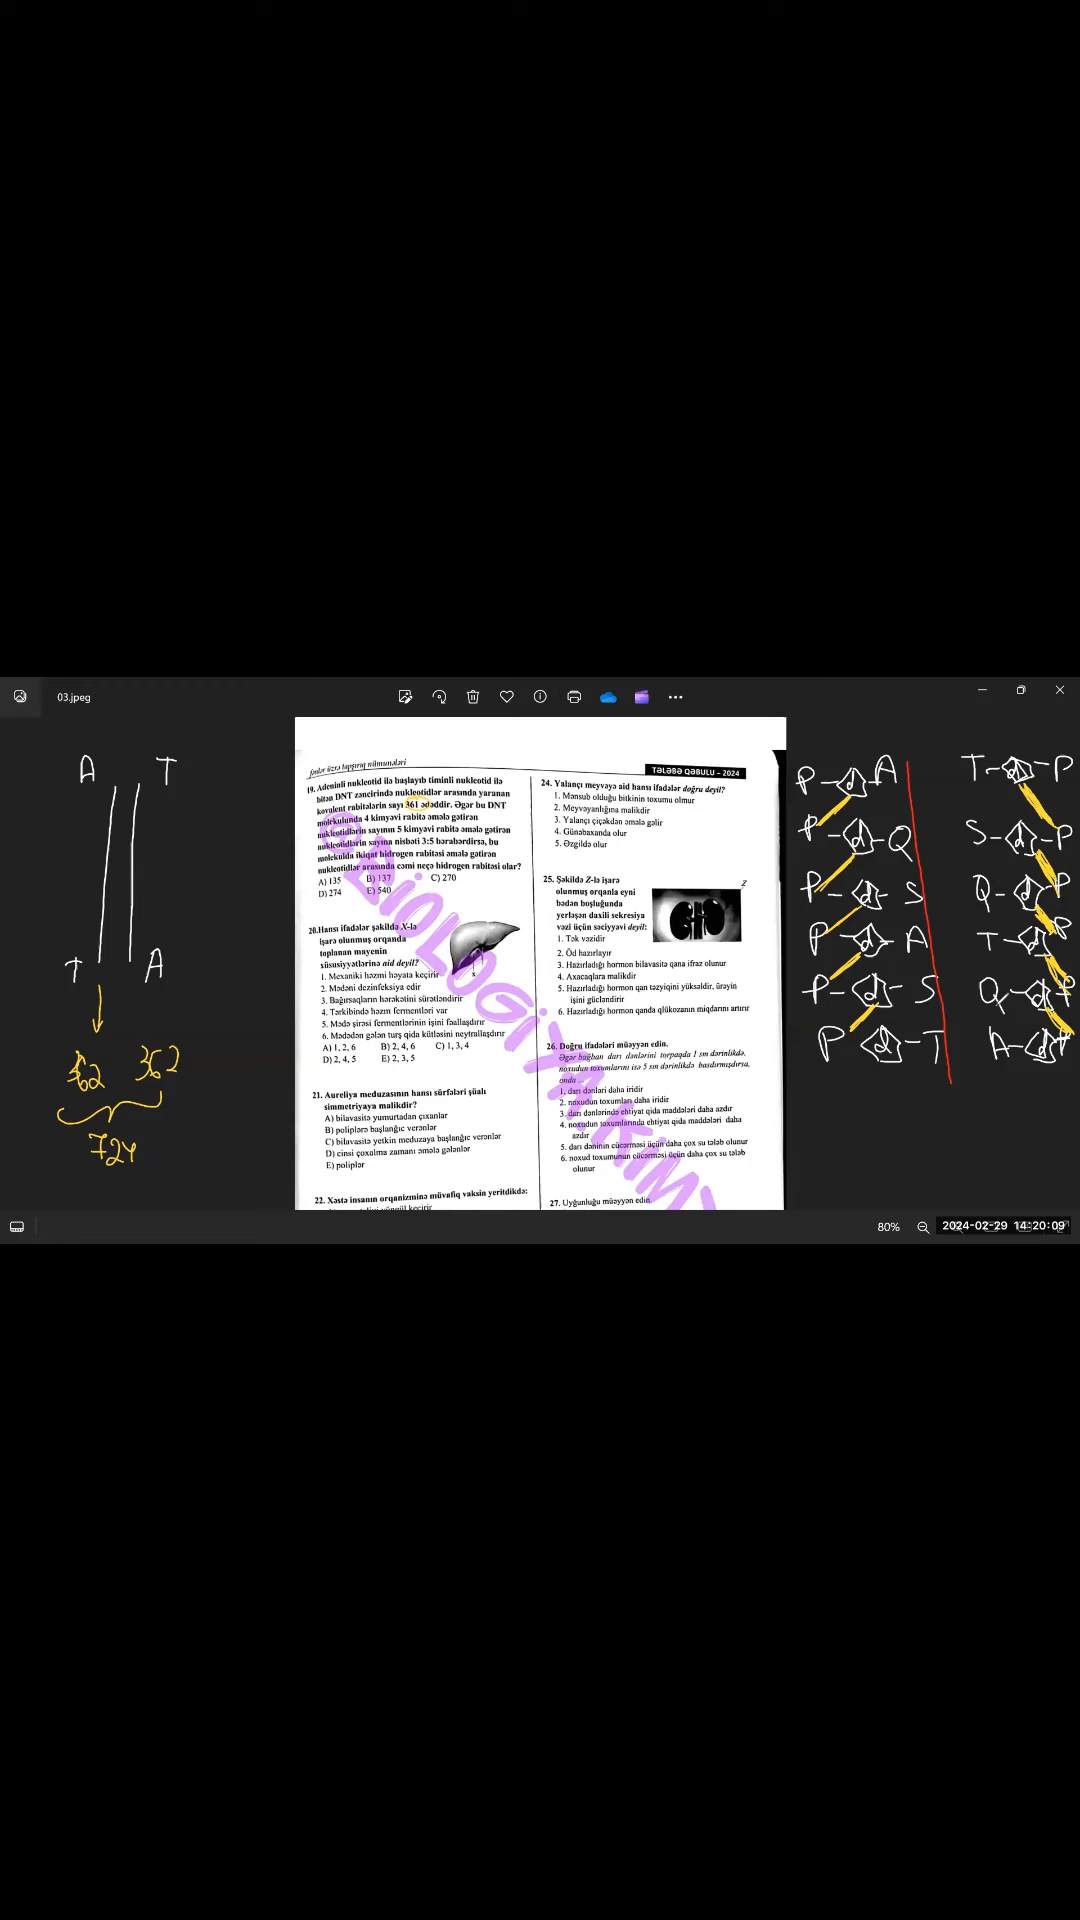 03.jpeg
A T
T A
362 362
724
fənlər üzrə tapşırıq nümunələri
TƏLƏBƏ QƏBULU – 2024
19. Adeninli nukleotid ilə başlayıb timinli nukleotid ilə
bitən DNT zəncirində nukleotidlər arasında yaranan
kovalent rabitələrin sayı 361 ədəddir. Əgər bu DNT
molekulunda 4 kimyəvi rabitə əmələ gətirən
nukleotidlərin sayının 5 kimyəvi rabitə əmələ gətirən
nukleotidlərin sayına nisbəti 3:5 bərabərdirsə, bu
molekulda ikiqat hidrogen rabitəsi əmələ gətirən
nukleotidlər arasında cəmi neçə hidrogen rabitəsi olar?
A) 135 B) 137 C) 270
D) 274 E) 540
20.Hansı ifadələr şəkildə X-lə
işarə olunmuş orqanda
toplanan mayenin
xüsusiyyətlərinə aid deyil?
x
1. Mexaniki həzmi həyata keçirir
2. Mədəni dezinfeksiya edir
3. Bağırsaqların hərəkətini sürətləndirir
4. Tərkibində həzm fermentləri var
5. Mədə şirəsi fermentlərinin işini fəallaşdırır
6. Mədədən gələn turş qida kütləsini neytrallaşdırır
A) 1, 2, 6 B) 2, 4, 6 C) 1, 3, 4
D) 2, 4, 5 E) 2, 3, 5
21. Aureliya meduzasının hansı sürfələri şüalı
simmetriyaya malikdir?
A) bilavasitə yumurtadan çıxanlar
B) poliplərə başlanğıc verənlər
C) bilavasitə yetkin meduzaya başlanğıc verənlər
D) cinsi çoxalma zamanı əmələ gələnlər
E) poliplər
22. Xəstə insanın orqanizminə müvafiq vaksin yeritdikdə:
24. Yalançı meyvəyə aid hansı ifadələr doğru deyil?
1. Mənsub olduğu bitkinin toxumu olmur
2. Meyvəyanlığına malikdir
3. Yalançı çiçəkdən əmələ gəlir
4. Günəbaxanda olur
5. Əzgildə olur
25. Şəkildə Z-lə işarə
olunmuş orqanla eyni
bədən boşluğunda
yerləşən daxili sekresiya
vəzi üçün səciyyəvi deyil:
Z
1. Tək vəzidir
2. Öd hazırlayır
3. Hazırladığı hormon bilavasitə qana ifraz olunur
4. Axacaqlara malikdir
5. Hazırladığı hormon qan təzyiqini yüksəldir, ürəyin
işini gücləndirir
6. Hazırladığı hormon qanda qlükozanın miqdarını artırır
26. Doğru ifadələri müəyyən edin.
Əgər bağban darı dənlərini torpaqda 1 sm dərinlikdə,
noxudun toxumlarını isə 5 sm dərinlikdə basdırmışdırsa,
onda
1. darı dənləri daha iridir
2. noxudun toxumları daha iridir
3. darı dənlərində ehtiyat qida maddələri daha azdır
4. noxudun toxumlarında ehtiyat qida maddələri daha
azdır
5. darı dəninin cücərməsi üçün daha çox su tələb olunur
6. noxud toxumunun cücərməsi üçün daha çox su tələb
olunur
27. Uyğunluğu müəyyən edin.
@BİOLOGİYA KİMY
P-d-A T-d-P
P-d-Q S-d-P
P-d-S Q-d-P
P-d-A T-d-P
P-d-S Q-d-P
P-d-T A-d-P
80%
2024-02-29 14:20:09